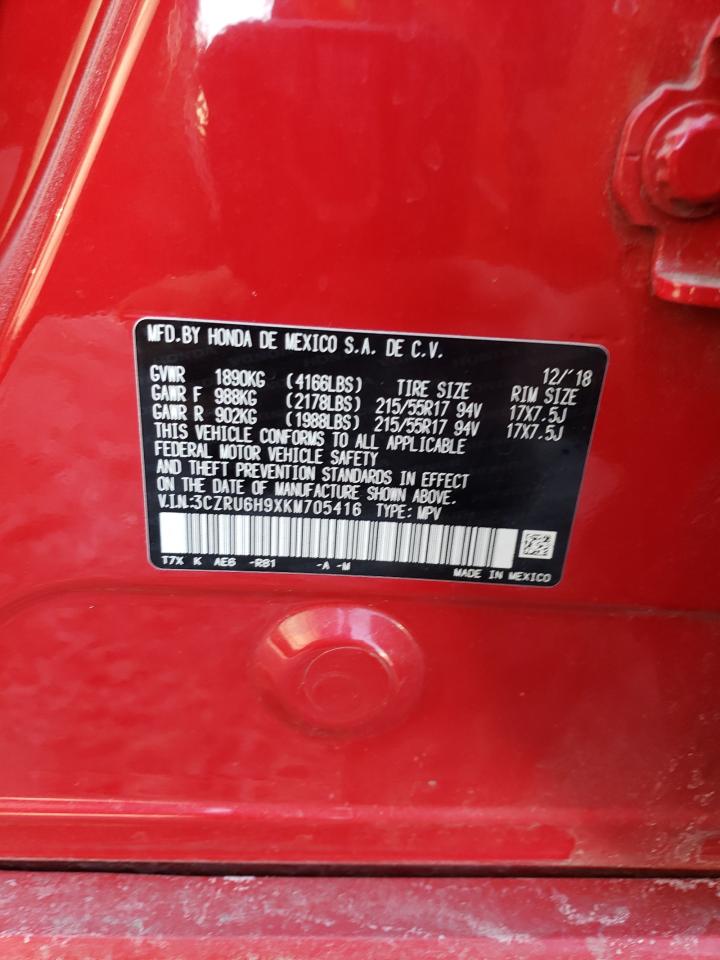 MFD.BY HONDA DE MEXICO S.A. DE C.V.
12/'18
GVWR 1890KG (4166LBS) TIRE SIZE RIM SIZE
GAWR F 988KG (2178LBS) 215/55R17 94V 17X7.5J
GAWR R 902KG (1988LBS) 215/55R17 94V 17X7.5J
THIS VEHICLE CONFORMS TO ALL APPLICABLE
FEDERAL MOTOR VEHICLE SAFETY
AND THEFT PREVENTION STANDARDS IN EFFECT
ON THE DATE OF MANUFACTURE SHOWN ABOVE.
V.I.N.:3CZRU6H9XKM705416 TYPE: MPV
T7X K AE6 -R81 -A -M
MADE IN MEXICO